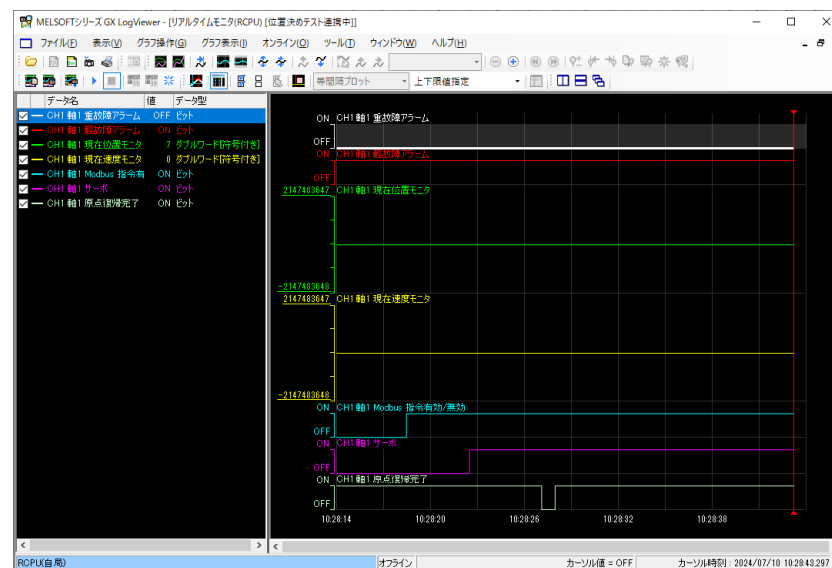 MELSOFTシリーズ GX LogViewer - [リアルタイムモニタ(RCPU) [位置決めテスト連携中]]
ファイル(F) 表示(V) グラフ操作(G) グラフ表示(I) オンライン(O) ツール(T) ウィンドウ(W) ヘルプ(H)
等間隔プロット 上下限値指定
データ名 値 データ型
CH1 軸1 重故障アラーム OFF ビット
CH1 軸1 軽故障アラーム ON ビット
CH1 軸1 現在位置モニタ 7 ダブルワード[符号付き]
CH1 軸1 現在速度モニタ 0 ダブルワード[符号付き]
CH1 軸1 Modbus 指令有 ON ビット
CH1 軸1 サーボ ON ビット
CH1 軸1 原点復帰完了 ON ビット
ON CH1 軸1 重故障アラーム
OFF
ON CH1 軸1 軽故障アラーム
OFF
2147483647 CH1 軸1 現在位置モニタ
-2147483648
2147483647 CH1 軸1 現在速度モニタ
-2147483648
ON CH1 軸1 Modbus 指令有効/無効
OFF
ON CH1 軸1 サーボ
OFF
ON CH1 軸1 原点復帰完了
OFF
10:28:14 10:28:20 10:28:26 10:28:32 10:28:38
RCPU(自局) オフライン カーソル値 = OFF カーソル時刻 : 2024/07/10 10:28:43.297